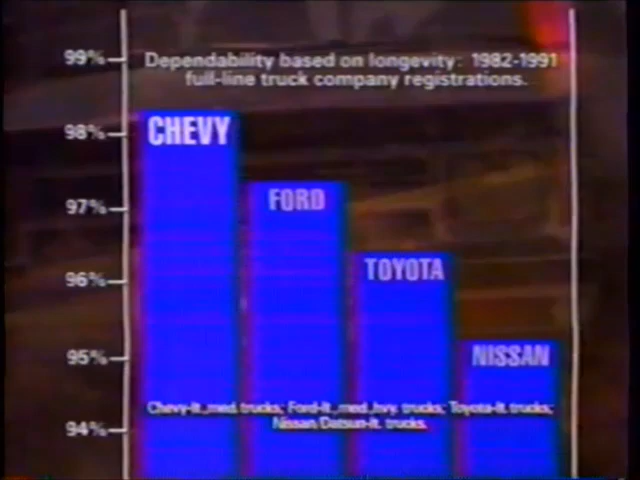 99%
Dependability based on longevity: 1982-1991
full-line truck company registrations.
98%
CHEVY
97%
FORD
96%
TOYOTA
95%
NISSAN
Chevy-lt.,med. trucks; Ford-lt.,med.,hvy. trucks; Toyota-lt. trucks;
Nissan/Datsun-lt. trucks.
94%